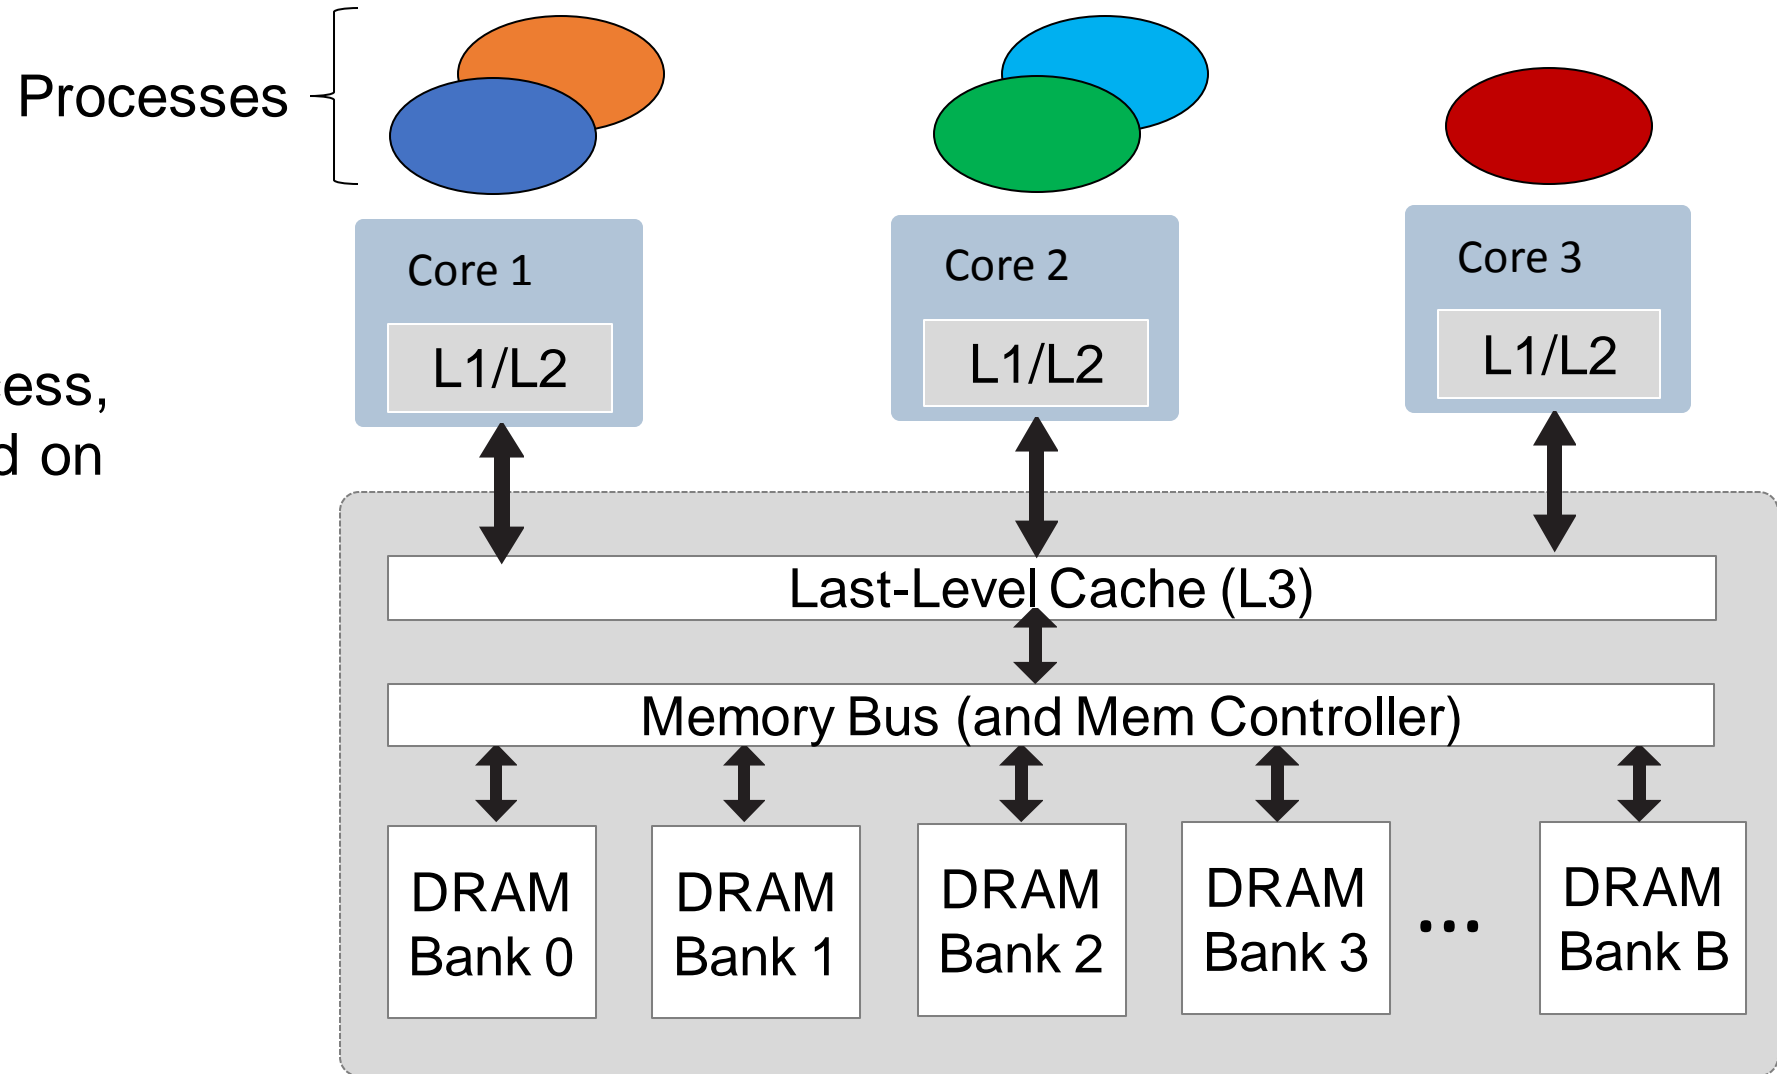 Processes
Core 1
Core 2
Core 3
L1/L2
L1/L2
L1/L2
on
Last-Level Cache (L3)
Memory Bus (and Mem Controller)
DRAM
Bank 0
DRAM
Bank 1
DRAM
Bank 2
DRAM
Bank 3
...
DRAM
Bank B